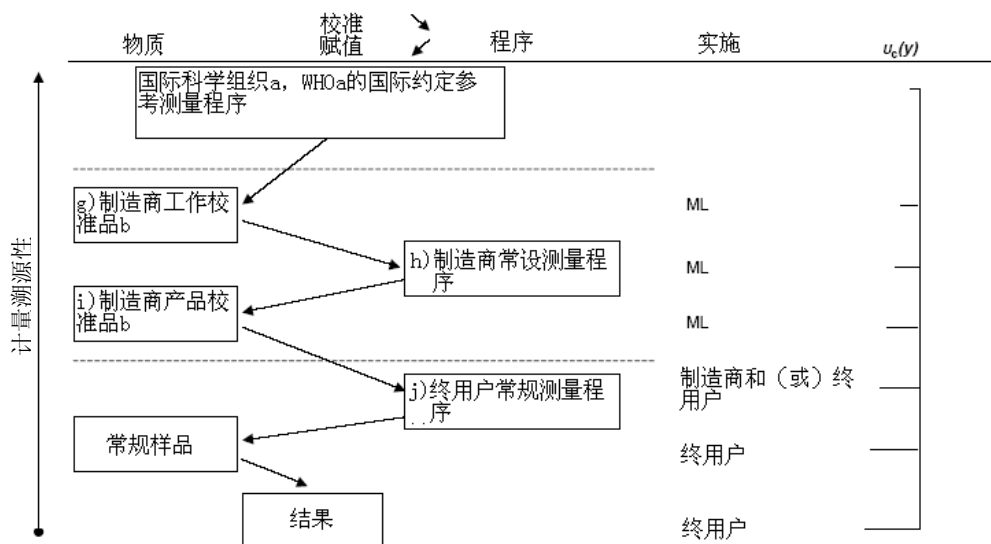 物质
校准
赋值
程序
实施
u_c(y)
国际科学组织a，WHOa的国际约定参
考测量程序
g)制造商工作校
准品b
ML
h)制造商常设测量程
序
ML
i)制造商产品校
准品b
ML
j)终用户常规测量程
序
制造商和（或）终
用户
常规样品
终用户
结果
终用户
计量溯源性